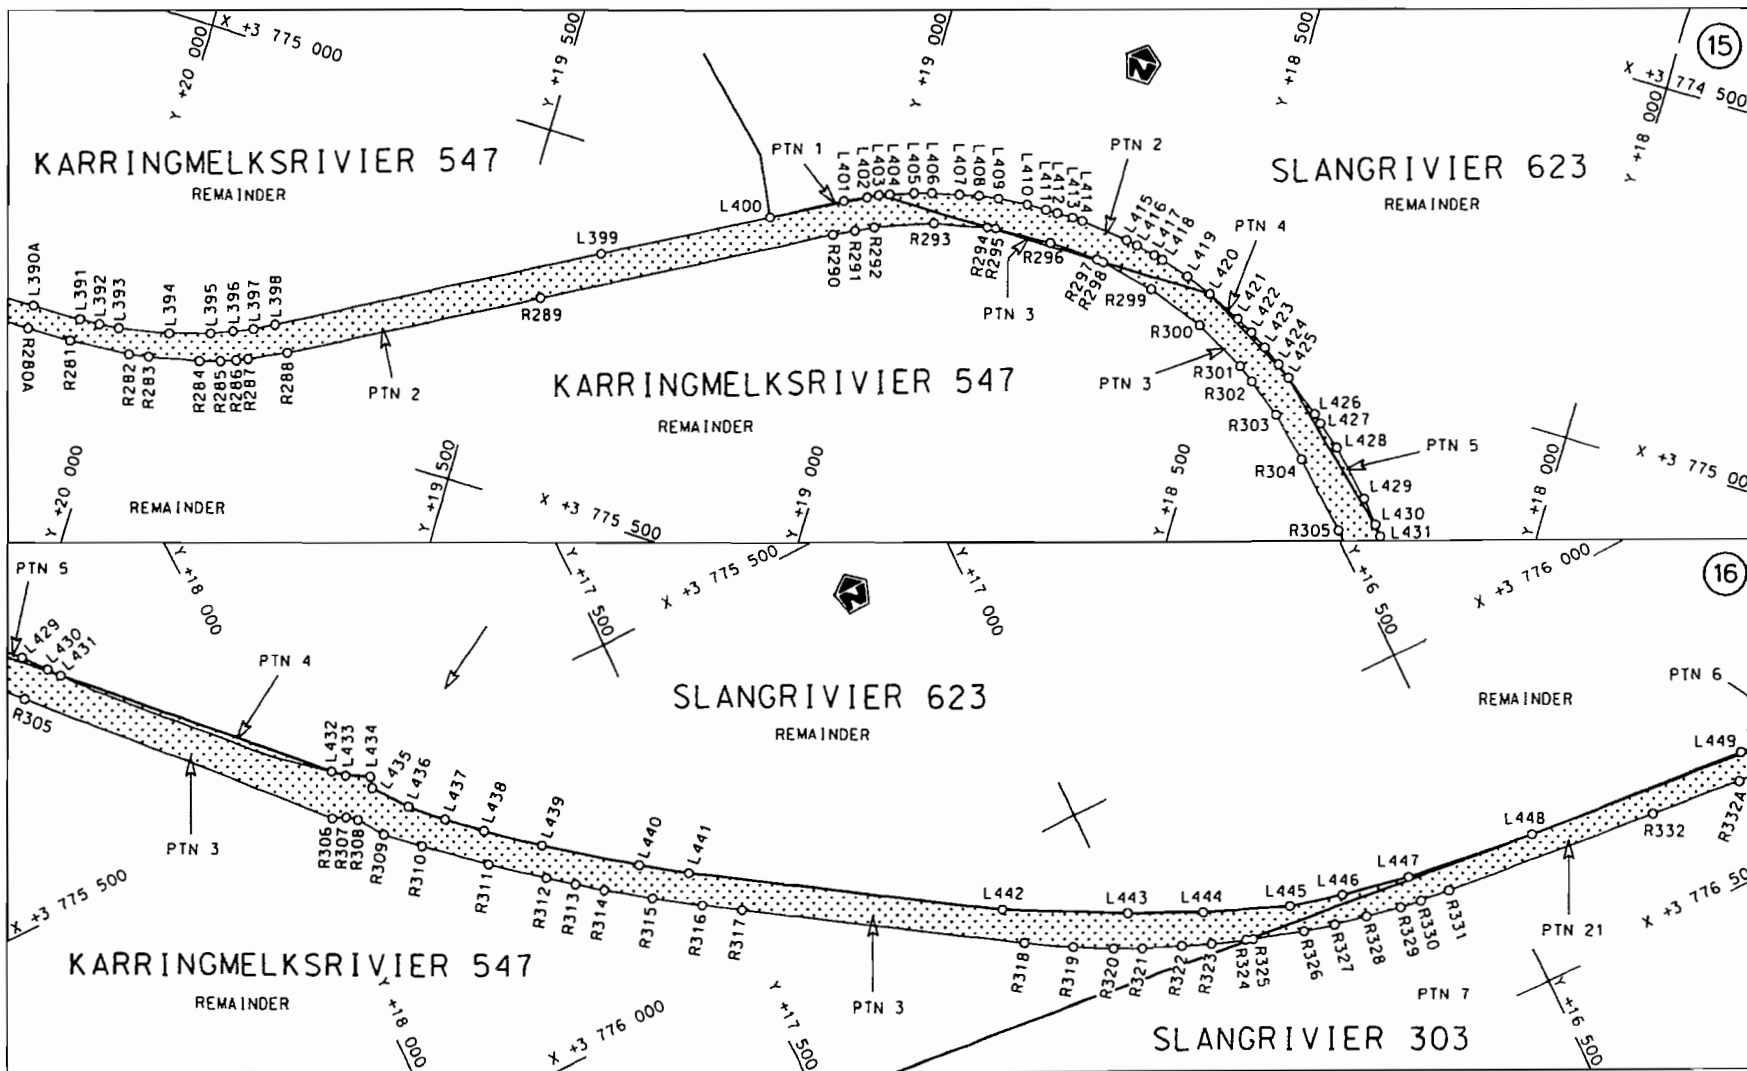 X +3 775 000
Y +20 000
Y +19 500
Y +19 000
Y +18 500
15
X +3 774 500
Y +18 000
N
KARRINGMELKSRIVIER 547
REMAINDER
PTN 1
PTN 2
SLANGRIVIER 623
REMAINDER
PTN 4
L390A
L391
L392
L393
L394
L395
L396
L397
L398
L399
L400
L401
L402
L403
L404
L405
L406
L407
L408
L409
L410
L411
L412
L413
L414
L415
L416
L417
L418
L419
L420
L421
L422
L423
L424
L425
L426
L427
L428
L429
L430
L431
R280A
R281
R282
R283
R284
R285
R286
R287
R288
R289
R290
R291
R292
R293
R294
R295
R296
R297
R298
R299
R300
R301
R302
R303
R304
R305
PTN 2
PTN 3
PTN 3
PTN 5
KARRINGMELKSRIVIER 547
REMAINDER
REMAINDER
Y +20 000
Y +19 500
X +3 775 500
Y +19 000
Y +18 500
Y +18 000
X +3 775 00
PTN 5
Y +18 000
Y +17 500
X +3 775 500
Y +17 000
Y +16 500
X +3 776 000
16
N
L429
L430
L431
PTN 4
SLANGRIVIER 623
REMAINDER
REMAINDER
PTN 6
R305
L432
L433
L434
L435
L436
L437
L438
L439
L440
L441
L442
L443
L444
L445
L446
L447
L448
L449
PTN 3
R306
R307
R308
R309
R310
R311
R312
R313
R314
R315
R316
R317
R318
R319
R320
R321
R322
R323
R324
R325
R326
R327
R328
R329
R330
R331
R332
R332A
X +3 775 500
X +3 776 50
PTN 21
PTN 3
PTN 7
KARRINGMELKSRIVIER 547
REMAINDER
Y +18 000
X +3 776 000
Y +17 500
SLANGRIVIER 303
Y +16 500